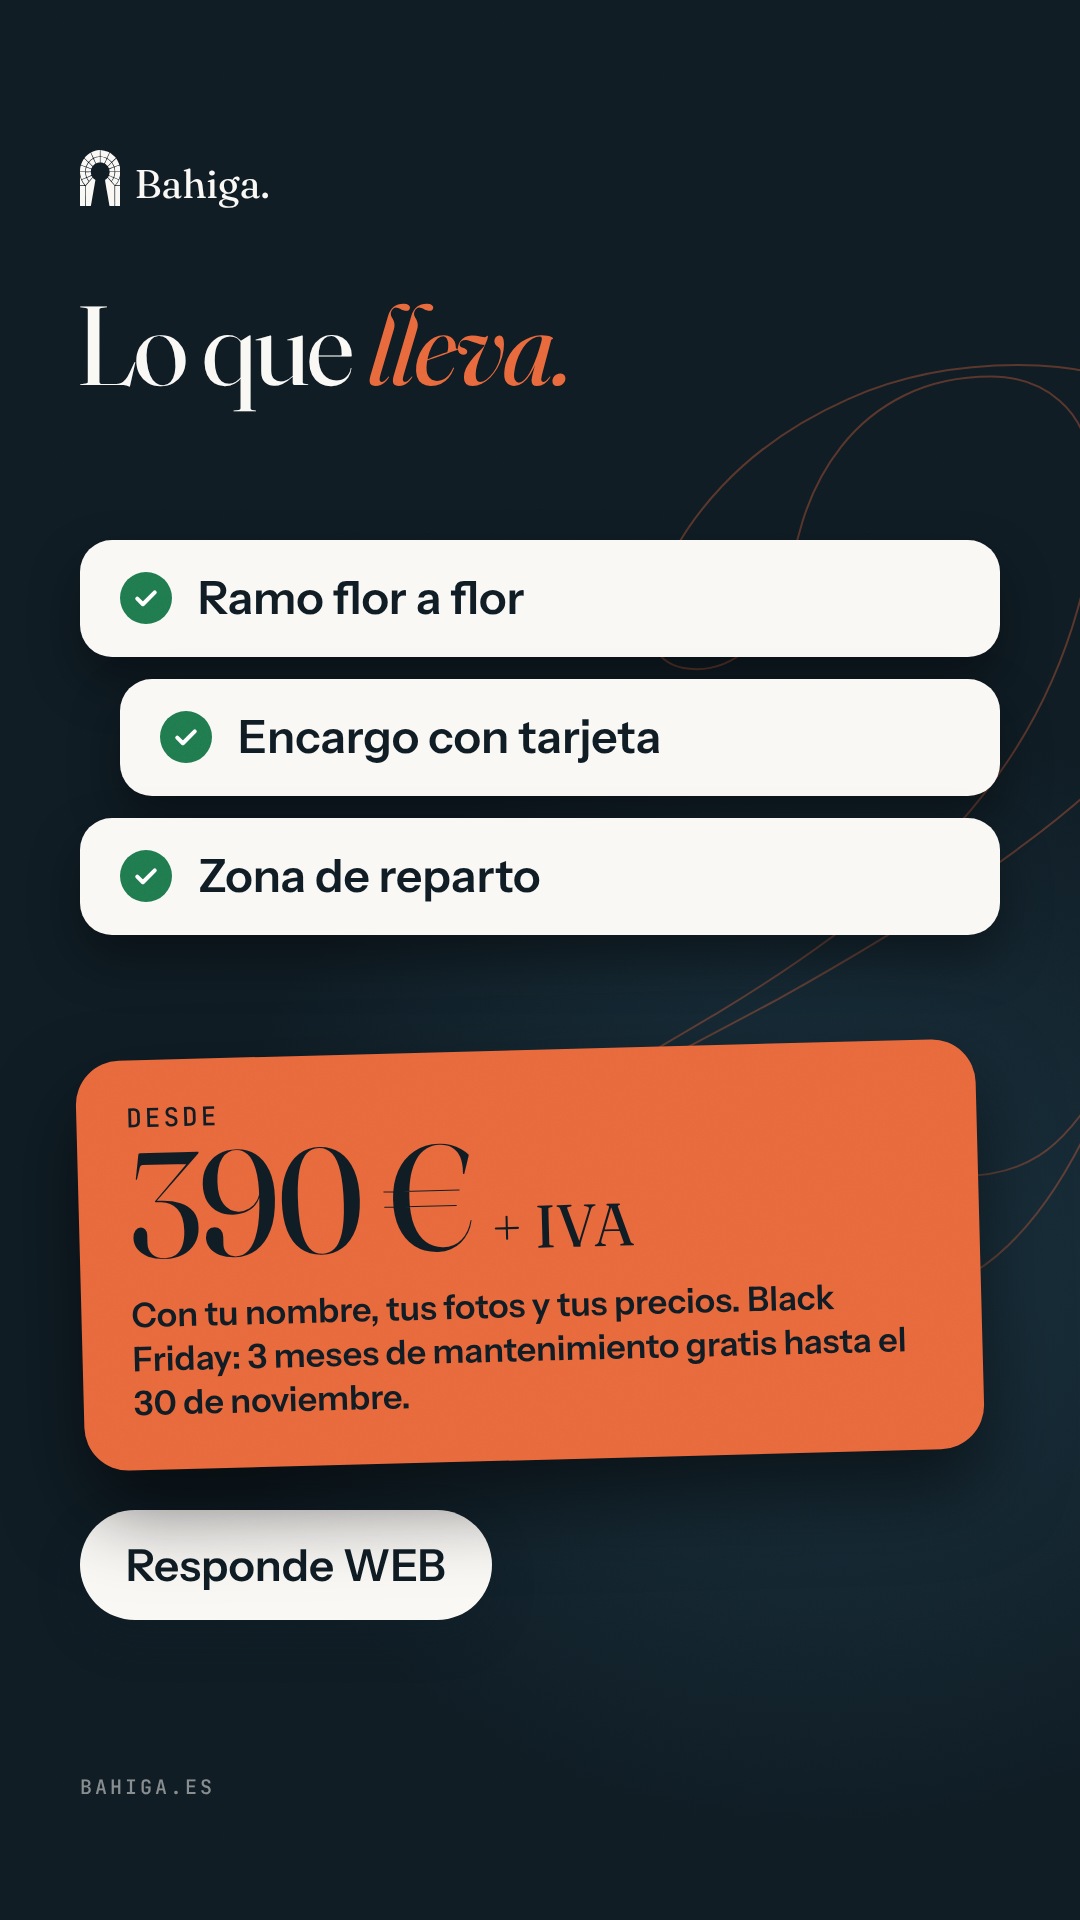 Bahiga.
Lo que lleva.
Ramo flor a flor
Encargo con tarjeta
Zona de reparto
DESDE
390 € + IVA
Con tu nombre, tus fotos y tus precios. Black
Friday: 3 meses de mantenimiento gratis hasta el
30 de noviembre.
Responde WEB
BAHIGA.ES